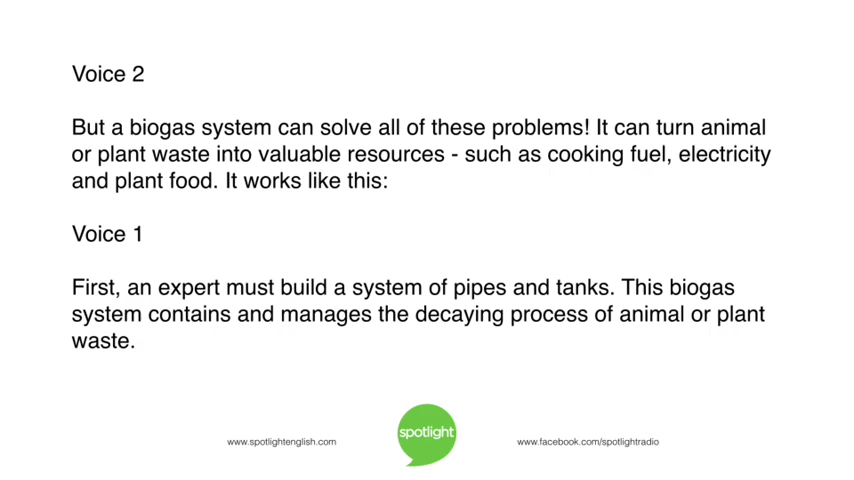 Voice 2
But a biogas system can solve all of these problems! It can turn animal
or plant waste into valuable resources - such as cooking fuel, electricity
and plant food. It works like this:
Voice 1
First, an expert must build a system of pipes and tanks. This biogas
system contains and manages the decaying process of animal or plant
waste.
spotlight
www.spotlightenglish.com
www.facebook.com/spotlightradio